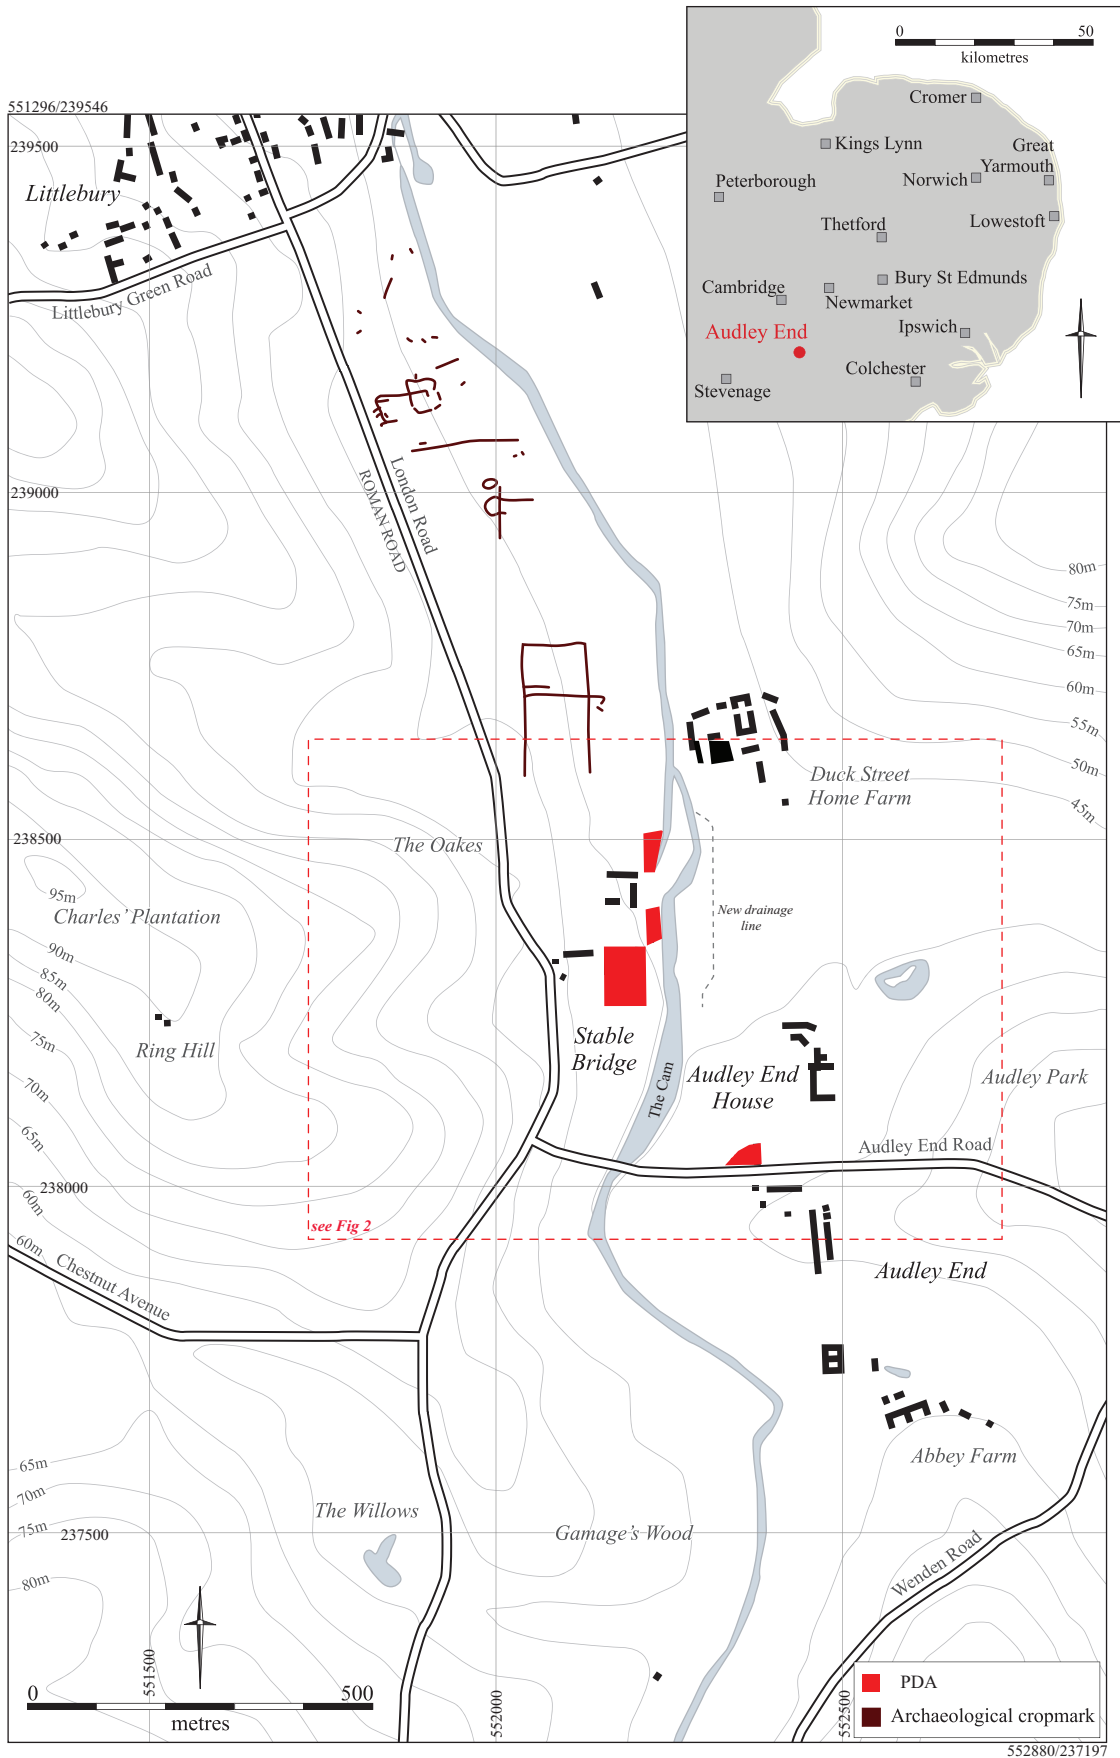 0
50
kilometres
Cromer
Kings Lynn
Great
Yarmouth
Norwich
Peterborough
Lowestoft
Thetford
Bury St Edmunds
Cambridge
Newmarket
Ipswich
Audley End
Colchester
Stevenage
551296/239546
239500
Littlebury
Littlebury Green Road
239000
London Road
ROMAN ROAD
80m
75m
70m
65m
60m
55m
50m
45m
Duck Street
Home Farm
238500
The Oakes
95m
Charles' Plantation
New drainage
line
90m
85m
80m
75m
Ring Hill
Stable
Bridge
The Cam
Audley End
House
Audley Park
70m
65m
Audley End Road
60m
238000
see Fig 2
60m
Chestnut Avenue
Audley End
65m
70m
75m
80m
Abbey Farm
The Willows
Gamage's Wood
237500
Wenden Road
551500
552000
552500
0
500
metres
PDA
Archaeological cropmark
552880/237197